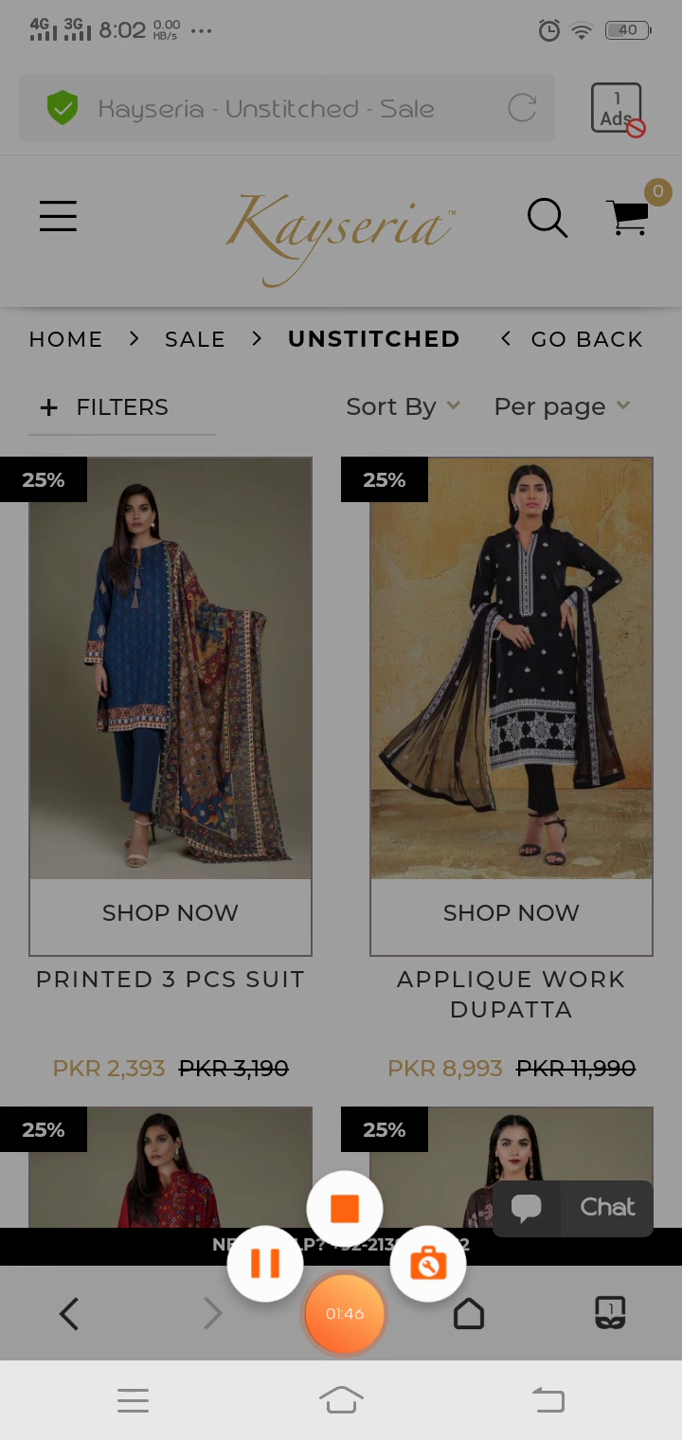 4G 3G 8:02 0.00 HB/s ... 40
Kayseria - Unstitched - Sale
1
Ads
0
Kayseria™
HOME > SALE > UNSTITCHED < GO BACK
+ FILTERS Sort By Per page
25% 25%
SHOP NOW SHOP NOW
PRINTED 3 PCS SUIT APPLIQUE WORK
DUPATTA
PKR 2,393 PKR 3,190 PKR 8,993 PKR 11,990
25% 25%
Chat
01:46
1